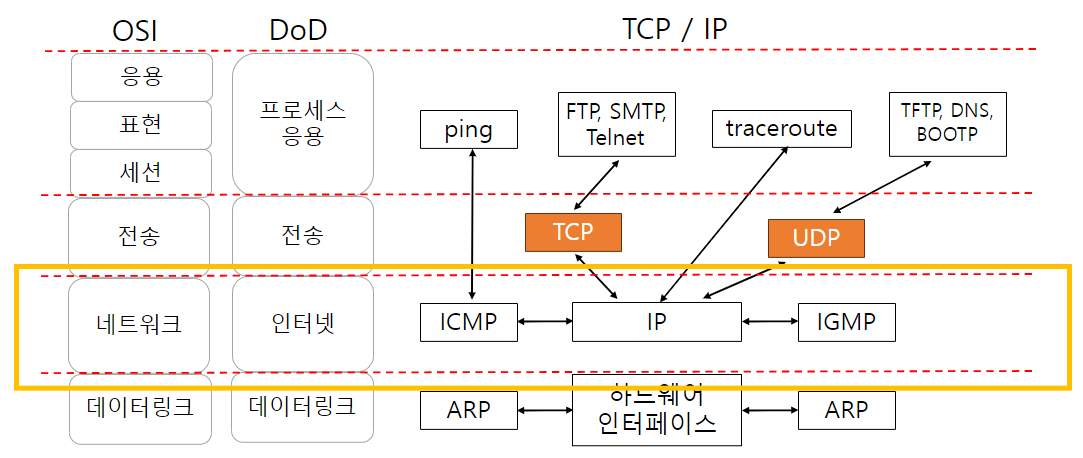 OSI
DoD
TCP / IP
응용
표현
세션
프로세스
응용
ping
FTP, SMTP,
Telnet
traceroute
TFTP, DNS,
BOOTP
전송
전송
TCP
UDP
네트워크
인터넷
ICMP
IP
IGMP
데이터링크
데이터링크
ARP
하드웨어
인터페이스
ARP